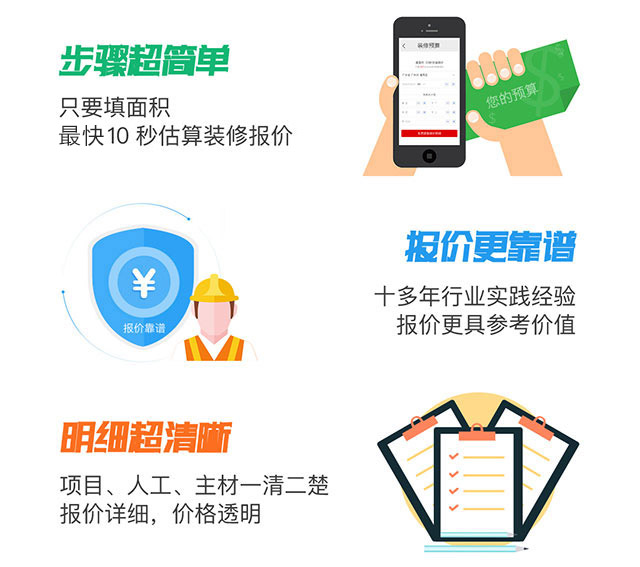 步骤超简单
只要填面积
最快10 秒估算装修报价
装修预算
您的预算
¥
报价靠谱
报价更靠谱
十多年行业实践经验
报价更具参考价值
明细超清晰
项目、人工、主材一清二楚
报价详细，价格透明